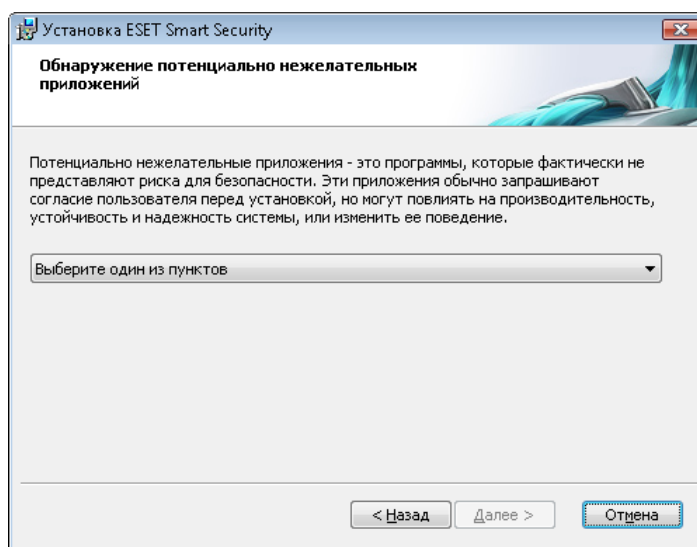 Установка ESET Smart Security
Обнаружение потенциально нежелательных
приложений
Потенциально нежелательные приложения - это программы, которые фактически не
представляют риска для безопасности. Эти приложения обычно запрашивают
согласие пользователя перед установкой, но могут повлиять на производительность,
устойчивость и надежность системы, или изменить ее поведение.
Выберите один из пунктов
< Назад Далее > Отмена